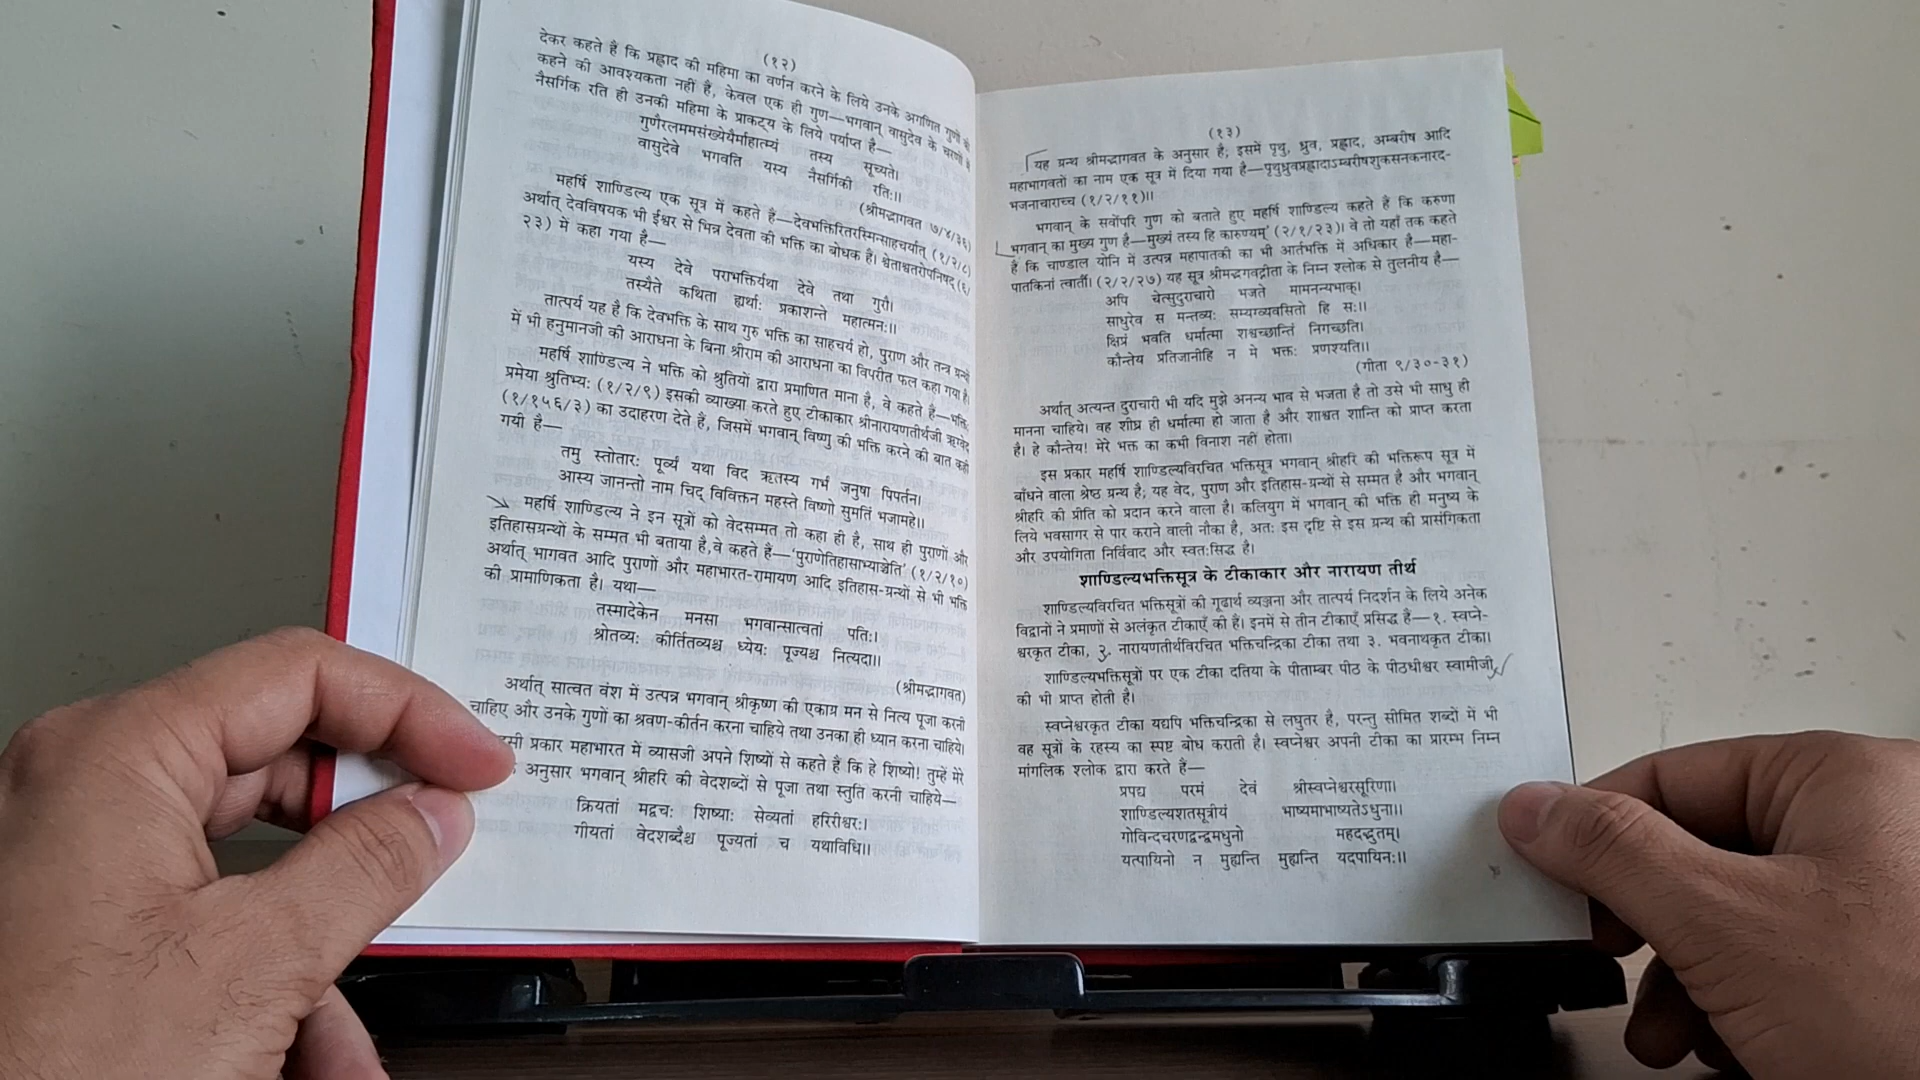 (१२)
देकर कहते हैं कि प्रह्लाद की महिमा का वर्णन करने के लिये उनके अगणित गुणों को
कहने की आवश्यकता नहीं है, केवल एक ही गुण—भगवान् वासुदेव के चरणों में
नैसर्गिक रति ही उनकी महिमा के प्राकट्य के लिये पर्याप्त है—
गुणैरलमसंख्येयैर्माहात्म्यं तस्य सूच्यते।
वासुदेवे भगवति यस्य नैसर्गिकी रतिः।।
(श्रीमद्भागवत ७/४/३६)
महर्षि शाण्डिल्य एक सूत्र में कहते है—देवभक्तिरितरस्मिन्साहचर्यात् (१/२/८)
अर्थात् देवविषयक भी ईश्वर से भिन्न देवता की भक्ति का बोधक है। श्वेताश्वतरोपनिषद् (६/
२३) में कहा गया है—
यस्य देवे पराभक्तिर्यथा देवे तथा गुरौ।
तस्यैते कथिता ह्यर्थाः प्रकाशन्ते महात्मनः।।
तात्पर्य यह है कि देवभक्ति के साथ गुरु भक्ति का साहचर्य हो, पुराण और तन्त्र ग्रन्थों
में भी हनुमानजी की आराधना के बिना श्रीराम की आराधना का विपरीत फल कहा गया है।
महर्षि शाण्डिल्य ने भक्ति को श्रुतियों द्वारा प्रमाणित माना है, वे कहते हैं—भक्तिः
प्रमेया श्रुतिभ्यः (१/२/९) इसकी व्याख्या करते हुए टीकाकार श्रीनारायणतीर्थजी ऋग्वेद
(१/१५६/३) का उदाहरण देते हैं, जिसमें भगवान् विष्णु की भक्ति करने की बात कही
गयी है—
तमु स्तोतारः पूर्व्यं यथा विद ऋतस्य गर्भं जनुषा पिपर्तन।
आस्य जानन्तो नाम चिद् विविक्तन महस्ते विष्णो सुमतिं भजामहे।।
महर्षि शाण्डिल्य ने इन सूत्रों को वेदसम्मत तो कहा ही है, साथ ही पुराणों और
इतिहासग्रन्थों के सम्मत भी बताया है, वे कहते है—'पुराणेतिहासाभ्याञ्चेति' (१/२/१०)
अर्थात् भागवत आदि पुराणों और महाभारत-रामायण आदि इतिहास-ग्रन्थों से भी भक्ति
की प्रामाणिकता है। यथा—
तस्मादेकेन मनसा भगवान्सात्वतां पतिः।
श्रोतव्यः कीर्तितव्यश्च ध्येयः पूज्यश्च नित्यदा।।
(श्रीमद्भागवत)
अर्थात् सात्वत वंश में उत्पन्न भगवान् श्रीकृष्ण की एकाग्र मन से नित्य पूजा करनी
चाहिए और उनके गुणों का श्रवण-कीर्तन करना चाहिये तथा उनका ही ध्यान करना चाहिये।
प्रकार महाभारत में व्यासजी अपने शिष्यों से कहते हैं कि हे शिष्यो! तुम्हें मेरे
अनुसार भगवान् श्रीहरि की वेदशब्दों से पूजा तथा स्तुति करनी चाहिये—
क्रियतां मद्वचः शिष्याः सेव्यतां हरिरीश्वरः।
गीयतां वेदशब्दैश्च पूज्यतां च यथाविधि।।
(१३)
यह ग्रन्थ श्रीमद्भागवत के अनुसार है; इसमें पृथु, ध्रुव, प्रह्लाद, अम्बरीष आदि
महाभागवतों का नाम एक सूत्र में दिया गया है—पृथुध्रुवप्रह्लादाऽम्बरीषशुकसनकनारद-
भजनाचाराच्च (१/२/११)।।
भगवान् के सर्वोपरि गुण को बताते हुए महर्षि शाण्डिल्य कहते हैं कि करुणा
भगवान् का मुख्य गुण है—मुख्यं तस्य हि कारुण्यम्' (२/१/२३)। वे तो यहाँ तक कहते
हैं कि चाण्डाल योनि में उत्पन्न महापातकी का भी आर्तभक्ति में अधिकार है—महा-
पातकिनां त्वार्तौ। (२/२/२७) यह सूत्र श्रीमद्भगवद्गीता के निम्न श्लोक से तुलनीय है—
अपि चेत्सुदुराचारो भजते मामनन्यभाक्।
साधुरेव स मन्तव्यः सम्यग्व्यवसितो हि सः।।
क्षिप्रं भवति धर्मात्मा शश्वच्छान्तिं निगच्छति।
कौन्तेय प्रतिजानीहि न मे भक्तः प्रणश्यति।।
(गीता ९/३०-३१)
अर्थात् अत्यन्त दुराचारी भी यदि मुझे अनन्य भाव से भजता है तो उसे भी साधु ही
मानना चाहिये। वह शीघ्र ही धर्मात्मा हो जाता है और शाश्वत शान्ति को प्राप्त करता
है। हे कौन्तेय! मेरे भक्त का कभी विनाश नहीं होता।
इस प्रकार महर्षि शाण्डिल्यविरचित भक्तिसूत्र भगवान् श्रीहरि की भक्तिरूप सूत्र में
बाँधने वाला श्रेष्ठ ग्रन्थ है; यह वेद, पुराण और इतिहास-ग्रन्थों से सम्मत है और भगवान्
श्रीहरि की प्रीति को प्रदान करने वाला है। कलियुग में भगवान् की भक्ति ही मनुष्य के
लिये भवसागर से पार कराने वाली नौका है, अतः इस दृष्टि से इस ग्रन्थ की प्रासंगिकता
और उपयोगिता निर्विवाद और स्वतःसिद्ध है।
शाण्डिल्यभक्तिसूत्र के टीकाकार और नारायण तीर्थ
शाण्डिल्यविरचित भक्तिसूत्रों की गूढार्थ व्यञ्जना और तात्पर्य निदर्शन के लिये अनेक
विद्वानों ने प्रमाणों से अलंकृत टीकाएँ की हैं। इनमें से तीन टीकाएँ प्रसिद्ध हैं—१. स्वप्ने-
श्वरकृत टीका, २. नारायणतीर्थविरचित भक्तिचन्द्रिका टीका तथा ३. भवनाथकृत टीका।
शाण्डिल्यभक्तिसूत्रों पर एक टीका दतिया के पीताम्बर पीठ के पीठधीश्वर स्वामीजी
की भी प्राप्त होती है।
स्वप्नेश्वरकृत टीका यद्यपि भक्तिचन्द्रिका से लघुतर है, परन्तु सीमित शब्दों में भी
वह सूत्रों के रहस्य का स्पष्ट बोध कराती है। स्वप्नेश्वर अपनी टीका का प्रारम्भ निम्न
मांगलिक श्लोक द्वारा करते हैं—
प्रपद्य परमं देवं श्रीस्वप्नेश्वरसूरिणा।
शाण्डिल्यशतसूत्रीयं भाष्यमाभाष्यतेऽधुना।।
गोविन्दचरणद्वन्द्वमधुनो महदद्भुतम्।
यत्पायिनो न मुह्यन्ति मुह्यन्ति यदपायिनः।।